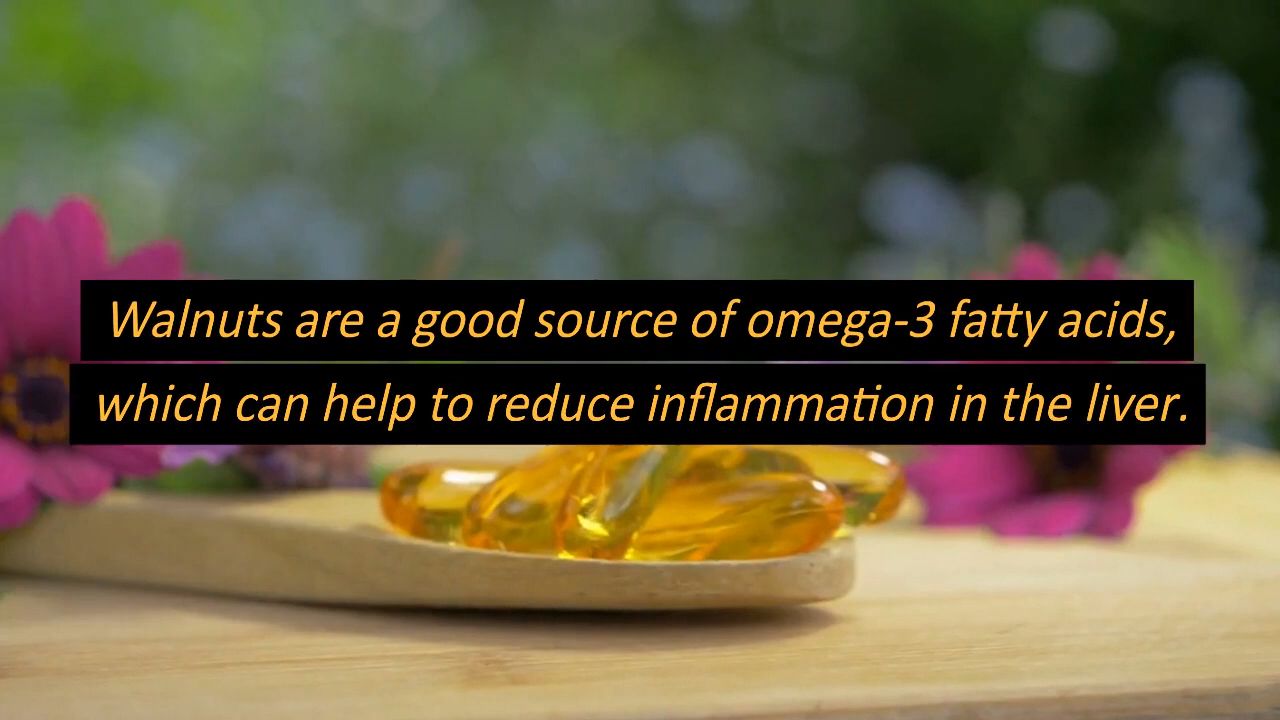 Walnuts are a good source of omega-3 fatty acids,
which can help to reduce inflammation in the liver.